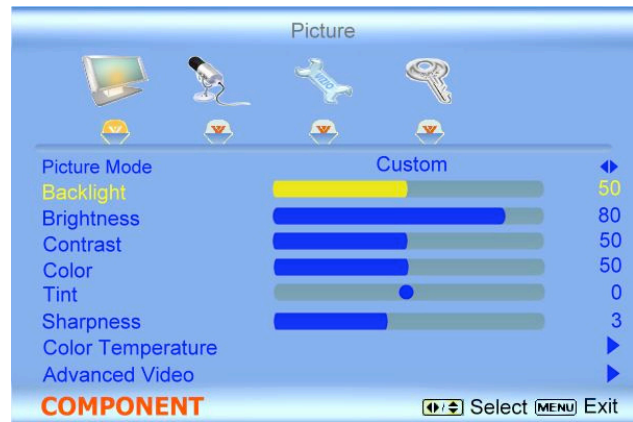 Picture
VIZIO
Picture Mode Custom
Backlight 50
Brightness 80
Contrast 50
Color 50
Tint 0
Sharpness 3
Color Temperature
Advanced Video
COMPONENT Select MENU Exit